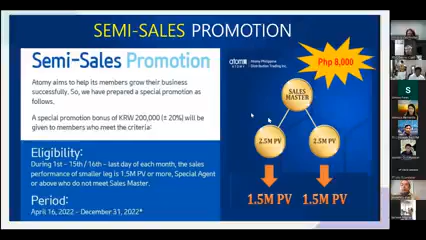 SEMI-SALES PROMOTION
Semi-Sales Promotion
Atomy aims to help its members grow their business
successfully. So, we have prepared a special promotion as
follows.
A special promotion bonus of KRW 200,000 (± 20%) will be
given to members who meet the criteria:
Eligibility:
During 1st – 15th / 16th – last day of each month, the sales
performance of smaller leg is 1.5M PV or more, Special Agent
or above who do not meet Sales Master.
Period:
April 16, 2022 – December 31, 2022*
atomy
Atomy Philippine
Distribution Trading Inc.
Php 8,000
SALES
MASTER
2.5M PV
2.5M PV
1.5M PV
1.5M PV
S